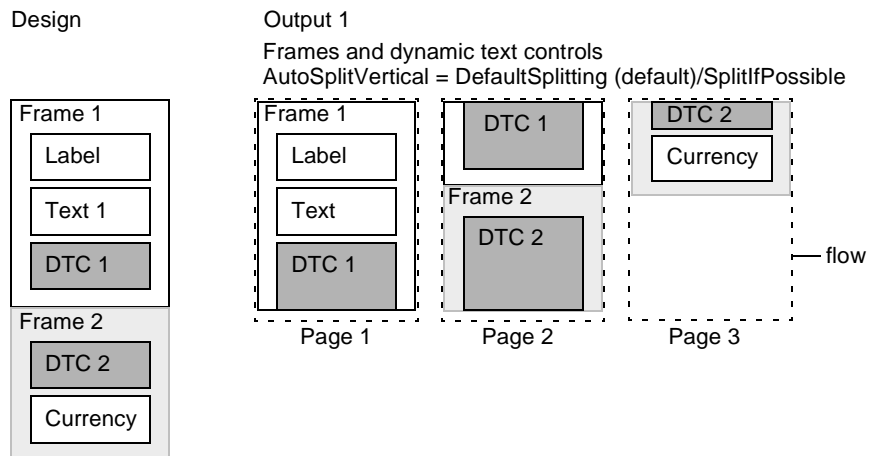 Design
Output 1
Frames and dynamic text controls
AutoSplitVertical = DefaultSplitting (default)/SplitIfPossible
Frame 1
Label
Text 1
DTC 1
Frame 2
DTC 2
Currency
Frame 1
Label
Text
DTC 1
Page 1
DTC 1
Frame 2
DTC 2
Page 2
DTC 2
Currency
Page 3
flow